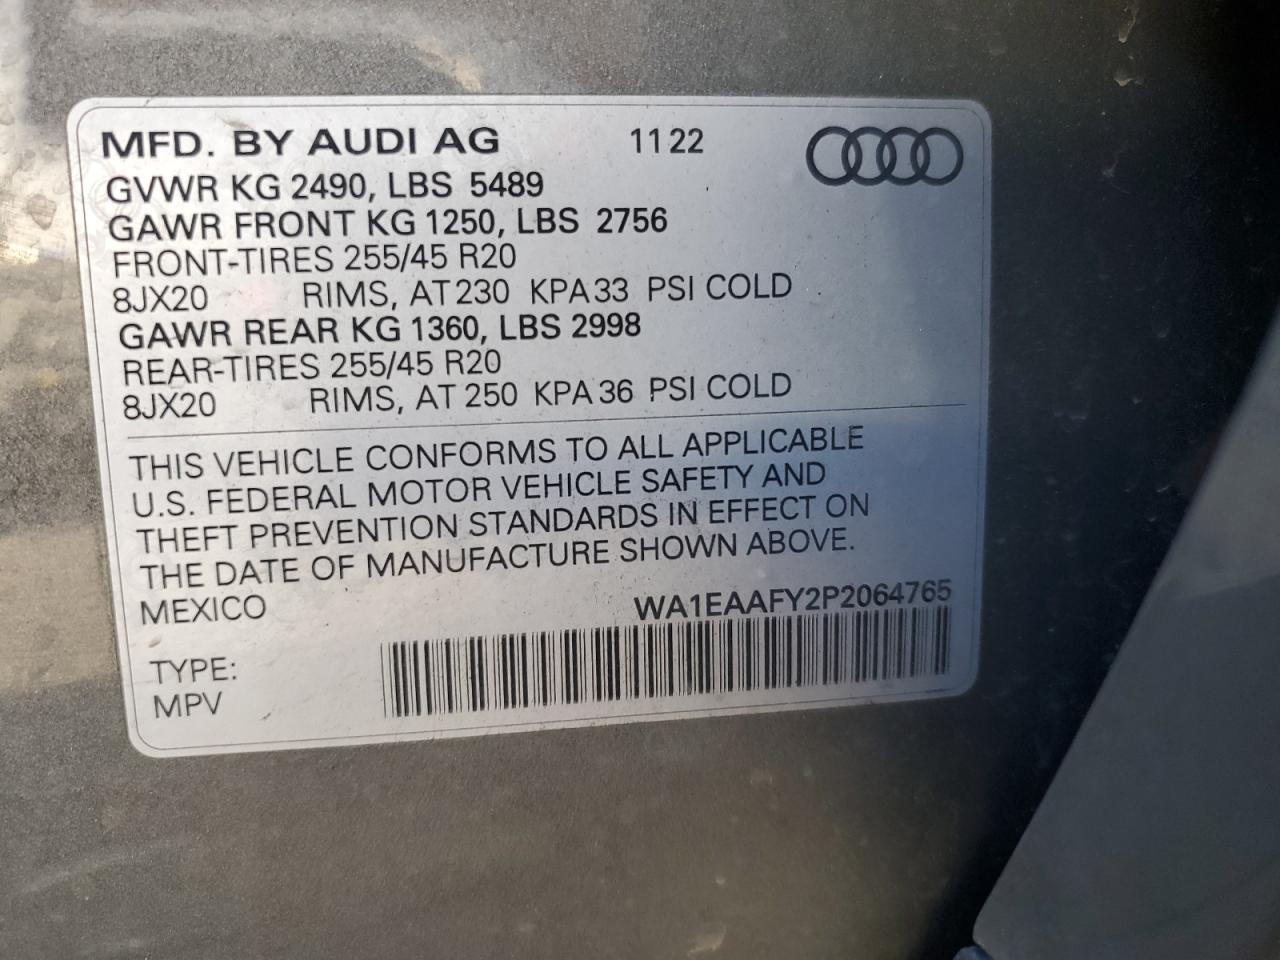 MFD. BY AUDI AG 11 22
GVWR KG 2490, LBS 5489
GAWR FRONT KG 1250, LBS 2756
FRONT-TIRES 255/45 R20
8JX20 RIMS, AT 230 KPA 33 PSI COLD
GAWR REAR KG 1360, LBS 2998
REAR-TIRES 255/45 R20
8JX20 RIMS, AT 250 KPA 36 PSI COLD
THIS VEHICLE CONFORMS TO ALL APPLICABLE
U.S. FEDERAL MOTOR VEHICLE SAFETY AND
THEFT PREVENTION STANDARDS IN EFFECT ON
THE DATE OF MANUFACTURE SHOWN ABOVE.
MEXICO WA1EAAFY2P2064765
TYPE:
MPV